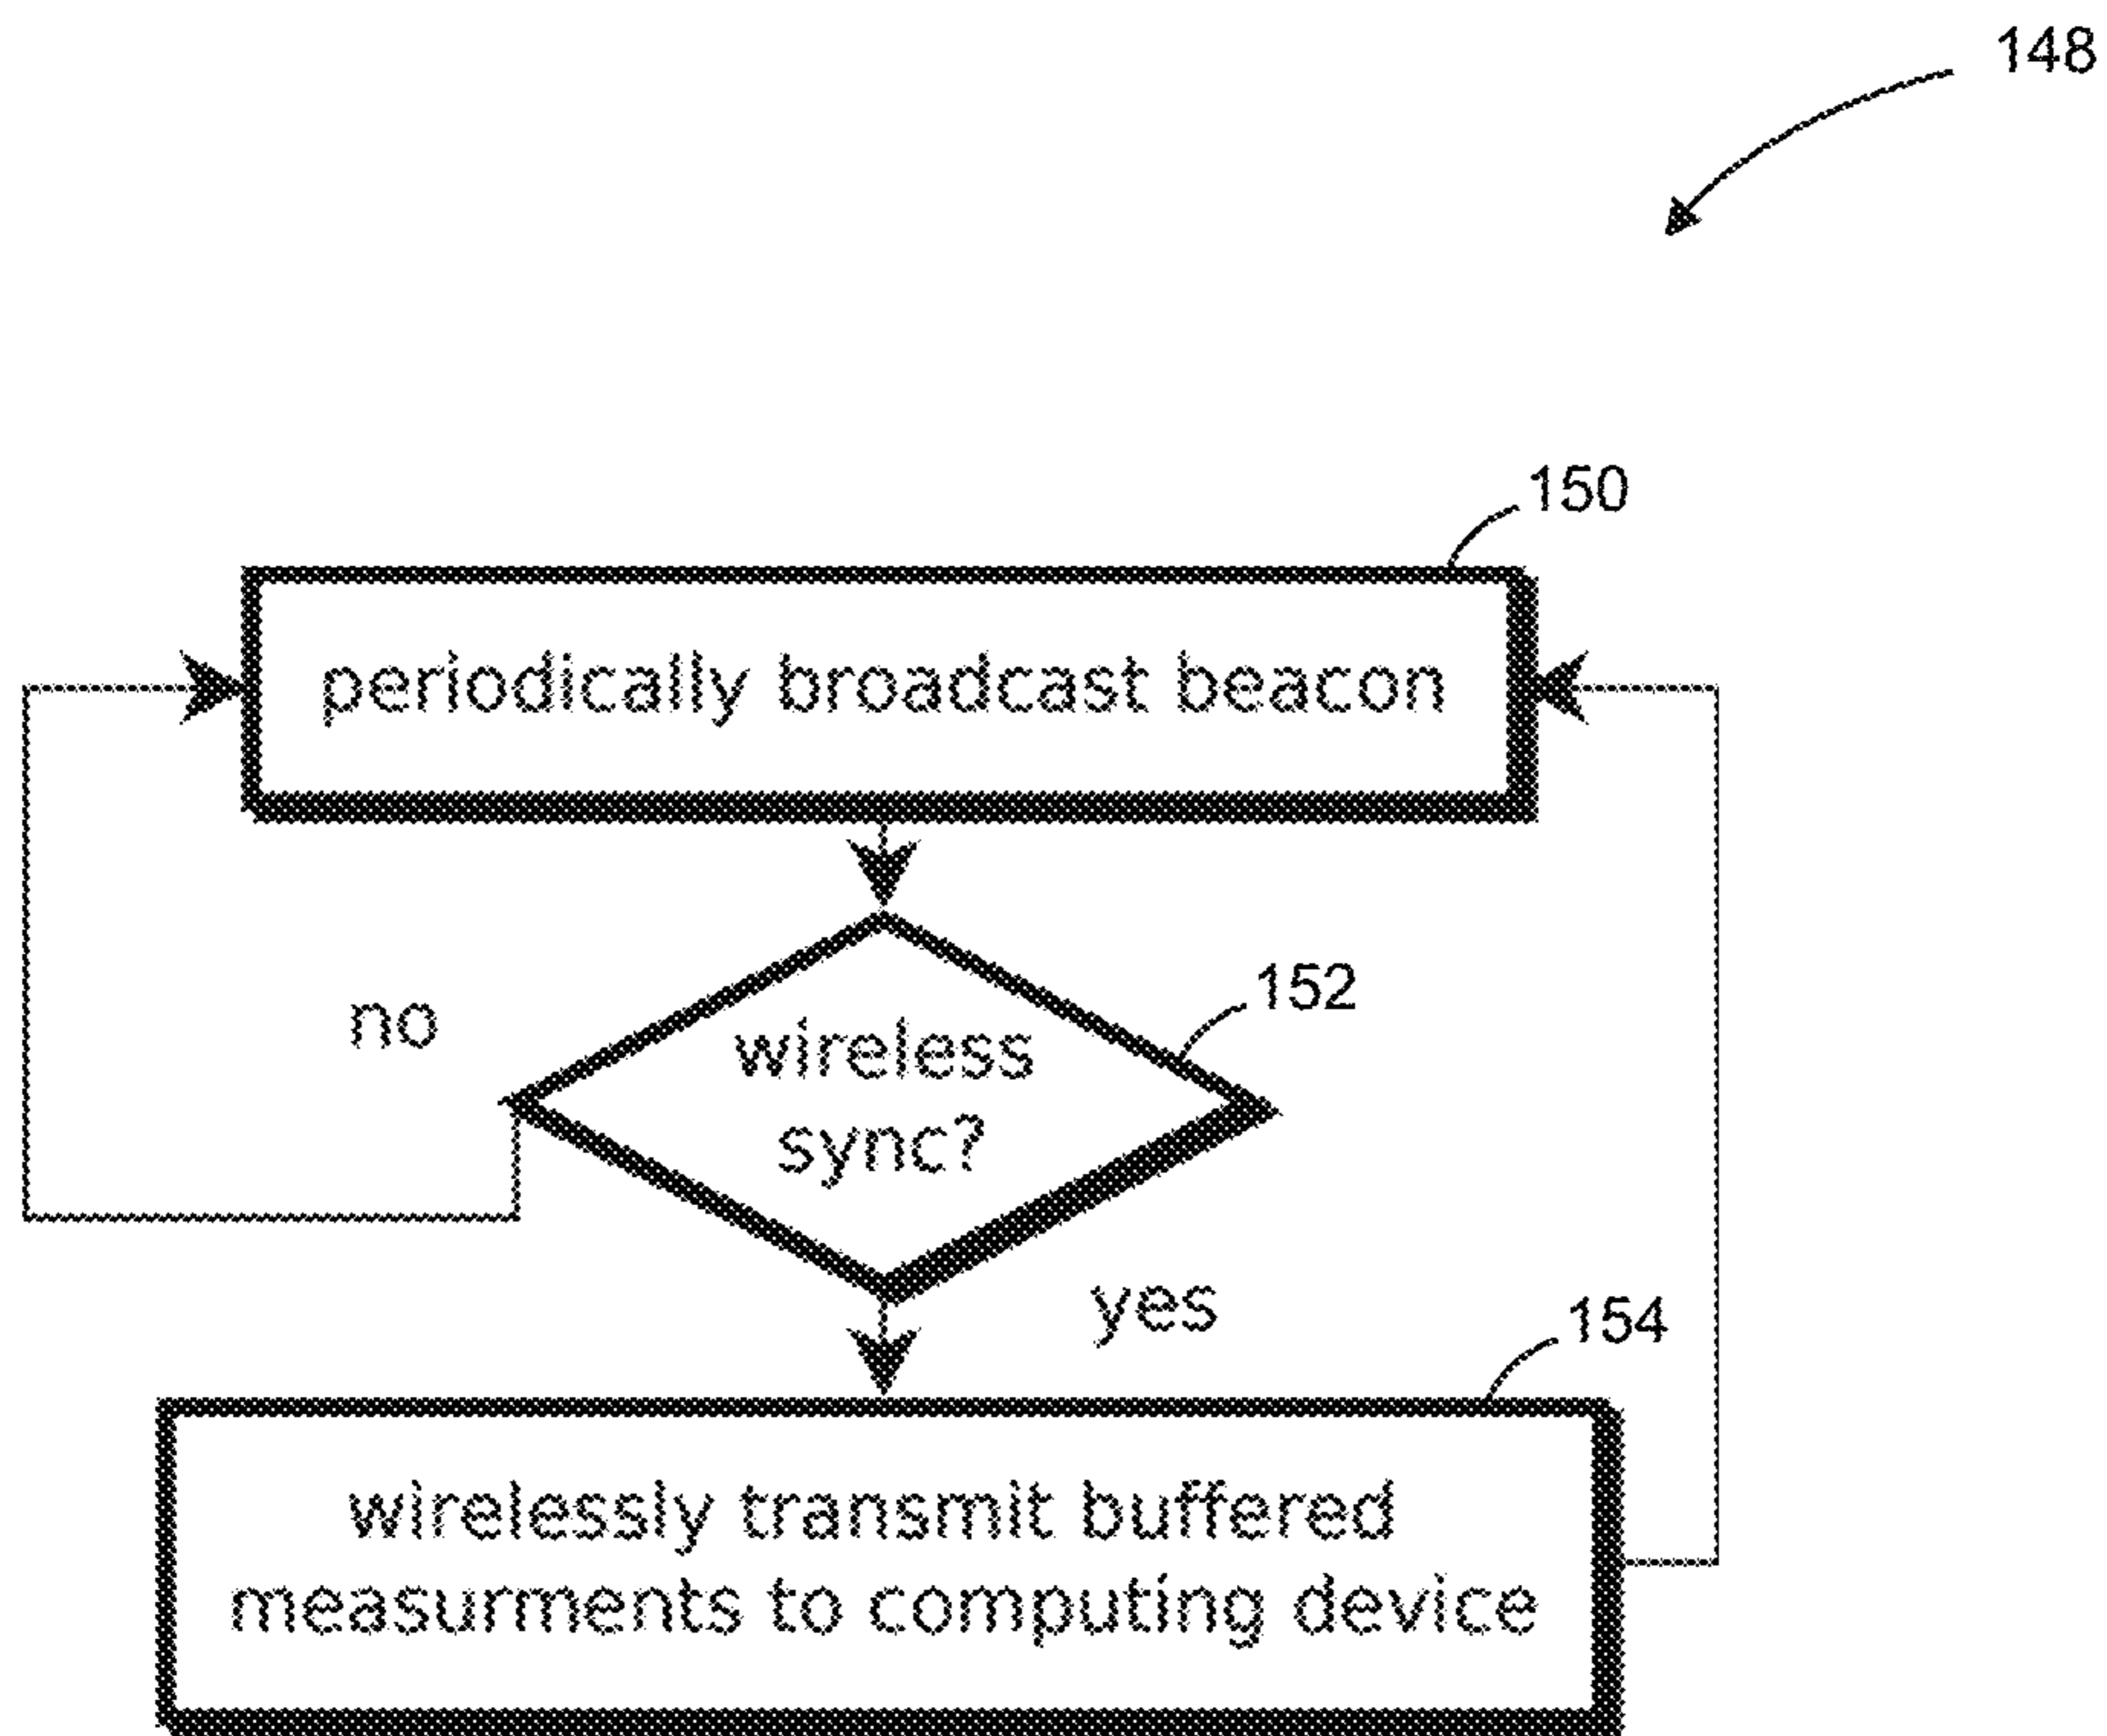 148
150
periodically broadcast beacon
152
no
wireless
sync?
yes
154
wirelessly transmit buffered
measurments to computing device